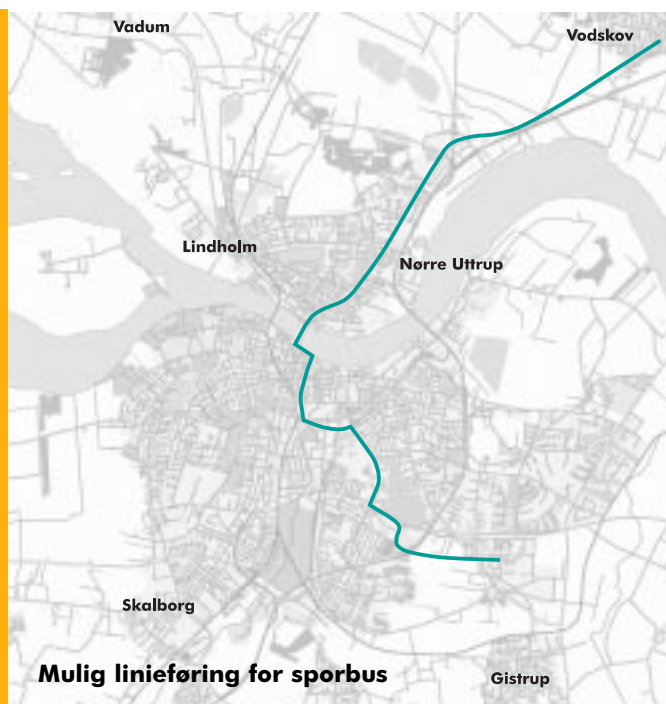 Vadum
Vodskov
Lindholm
Nørre Uttrup
Skalborg
Mulig linieføring for sporbus
Gistrup